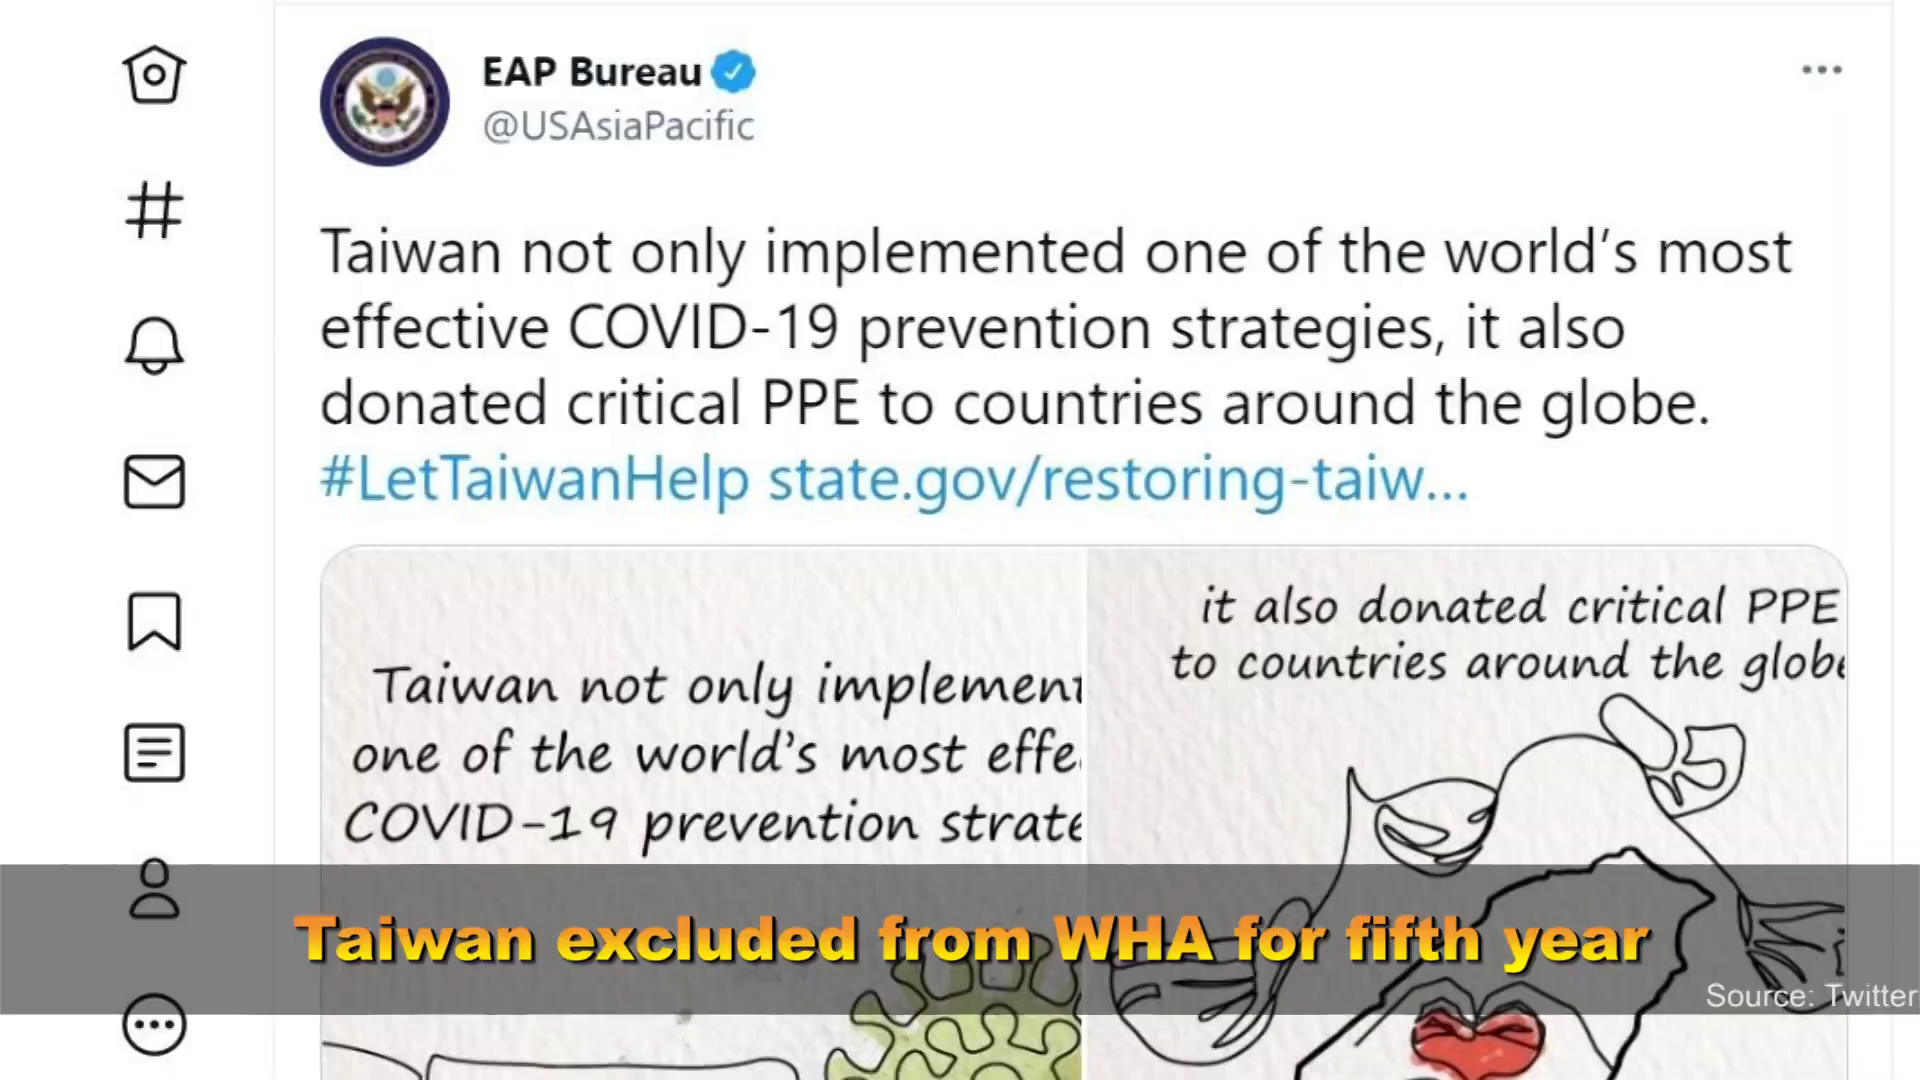 EAP Bureau
@USAsiaPacific
Taiwan not only implemented one of the world's most
effective COVID-19 prevention strategies, it also
donated critical PPE to countries around the globe.
#LetTaiwanHelp state.gov/restoring-taiw...
Taiwan not only implement
one of the world's most effe
COVID-19 prevention strate
it also donated critical PPE
to countries around the globe
Taiwan excluded from WHA for fifth year
Source: Twitter